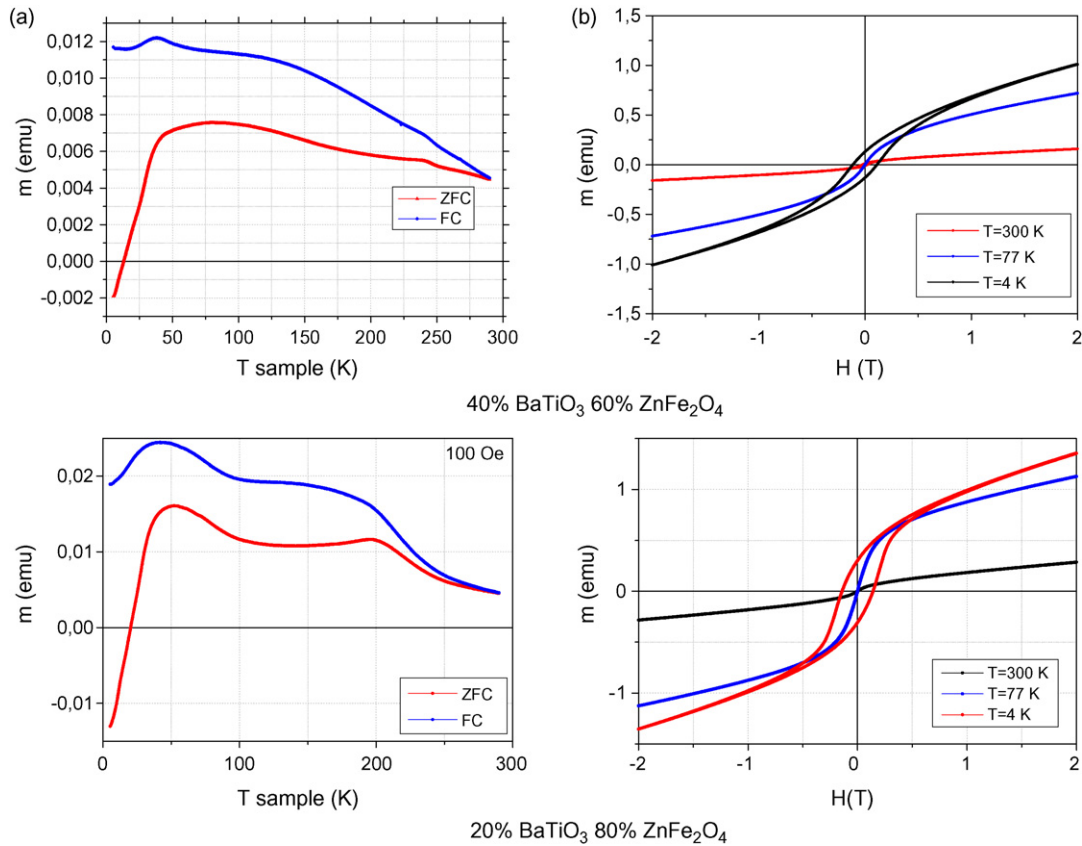 (a)
m (emu)
0,012
0,010
0,008
0,006
0,004
0,002
0,000
-0,002
0 50 100 150 200 250 300
T sample (K)
ZFC
FC
(b)
m (emu)
1,5
1,0
0,5
0,0
-0,5
-1,0
-1,5
-2 -1 0 1 2
H (T)
T=300 K
T=77 K
T=4 K
40% BaTiO₃ 60% ZnFe₂O₄
m (emu)
0,02
0,01
0,00
-0,01
0 50 100 150 200 250 300
T sample (K)
100 Oe
ZFC
FC
m (emu)
1
0
-1
-2 -1 0 1 2
H(T)
T=300 K
T=77 K
T=4 K
20% BaTiO₃ 80% ZnFe₂O₄